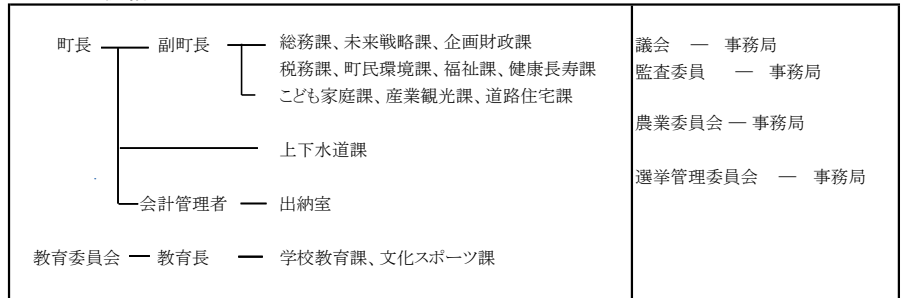 町長 副町長 総務課、未来戦略課、企画財政課
税務課、町民環境課、福祉課、健康長寿課
こども家庭課、産業観光課、道路住宅課
上下水道課
会計管理者 出納室
教育委員会 教育長 学校教育課、文化スポーツ課
議会 ― 事務局
監査委員 ― 事務局
農業委員会 ― 事務局
選挙管理委員会 ― 事務局